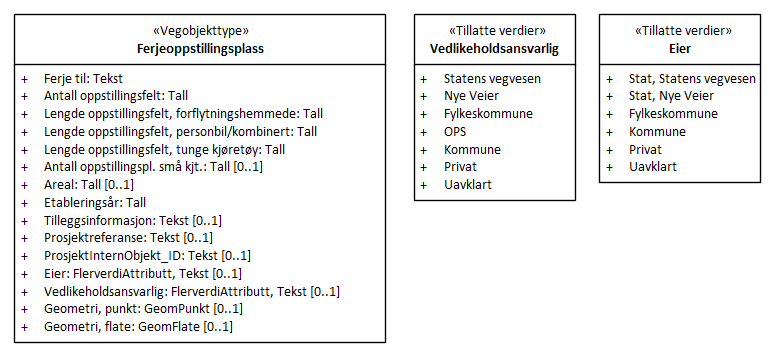 «Vegobjekttype»
Ferjeoppstillingsplass
+ Ferje til: Tekst
+ Antall oppstillingsfelt: Tall
+ Lengde oppstillingsfelt, forflytningshemmede: Tall
+ Lengde oppstillingsfelt, personbil/kombinert: Tall
+ Lengde oppstillingsfelt, tunge kjøretøy: Tall
+ Antall oppstillingspl. små kjt.: Tall [0..1]
+ Areal: Tall [0..1]
+ Etableringsår: Tall
+ Tilleggsinformasjon: Tekst [0..1]
+ Prosjektreferanse: Tekst [0..1]
+ ProsjektInternObjekt_ID: Tekst [0..1]
+ Eier: FlerverdiAttributt, Tekst [0..1]
+ Vedlikeholdsansvarlig: FlerverdiAttributt, Tekst [0..1]
+ Geometri, punkt: GeomPunkt [0..1]
+ Geometri, flate: GeomFlate [0..1]
«Tillatte verdier»
Vedlikeholdsansvarlig
+ Statens vegvesen
+ Nye Veier
+ Fylkeskommune
+ OPS
+ Kommune
+ Privat
+ Uavklart
«Tillatte verdier»
Eier
+ Stat, Statens vegvesen
+ Stat, Nye Veier
+ Fylkeskommune
+ Kommune
+ Privat
+ Uavklart